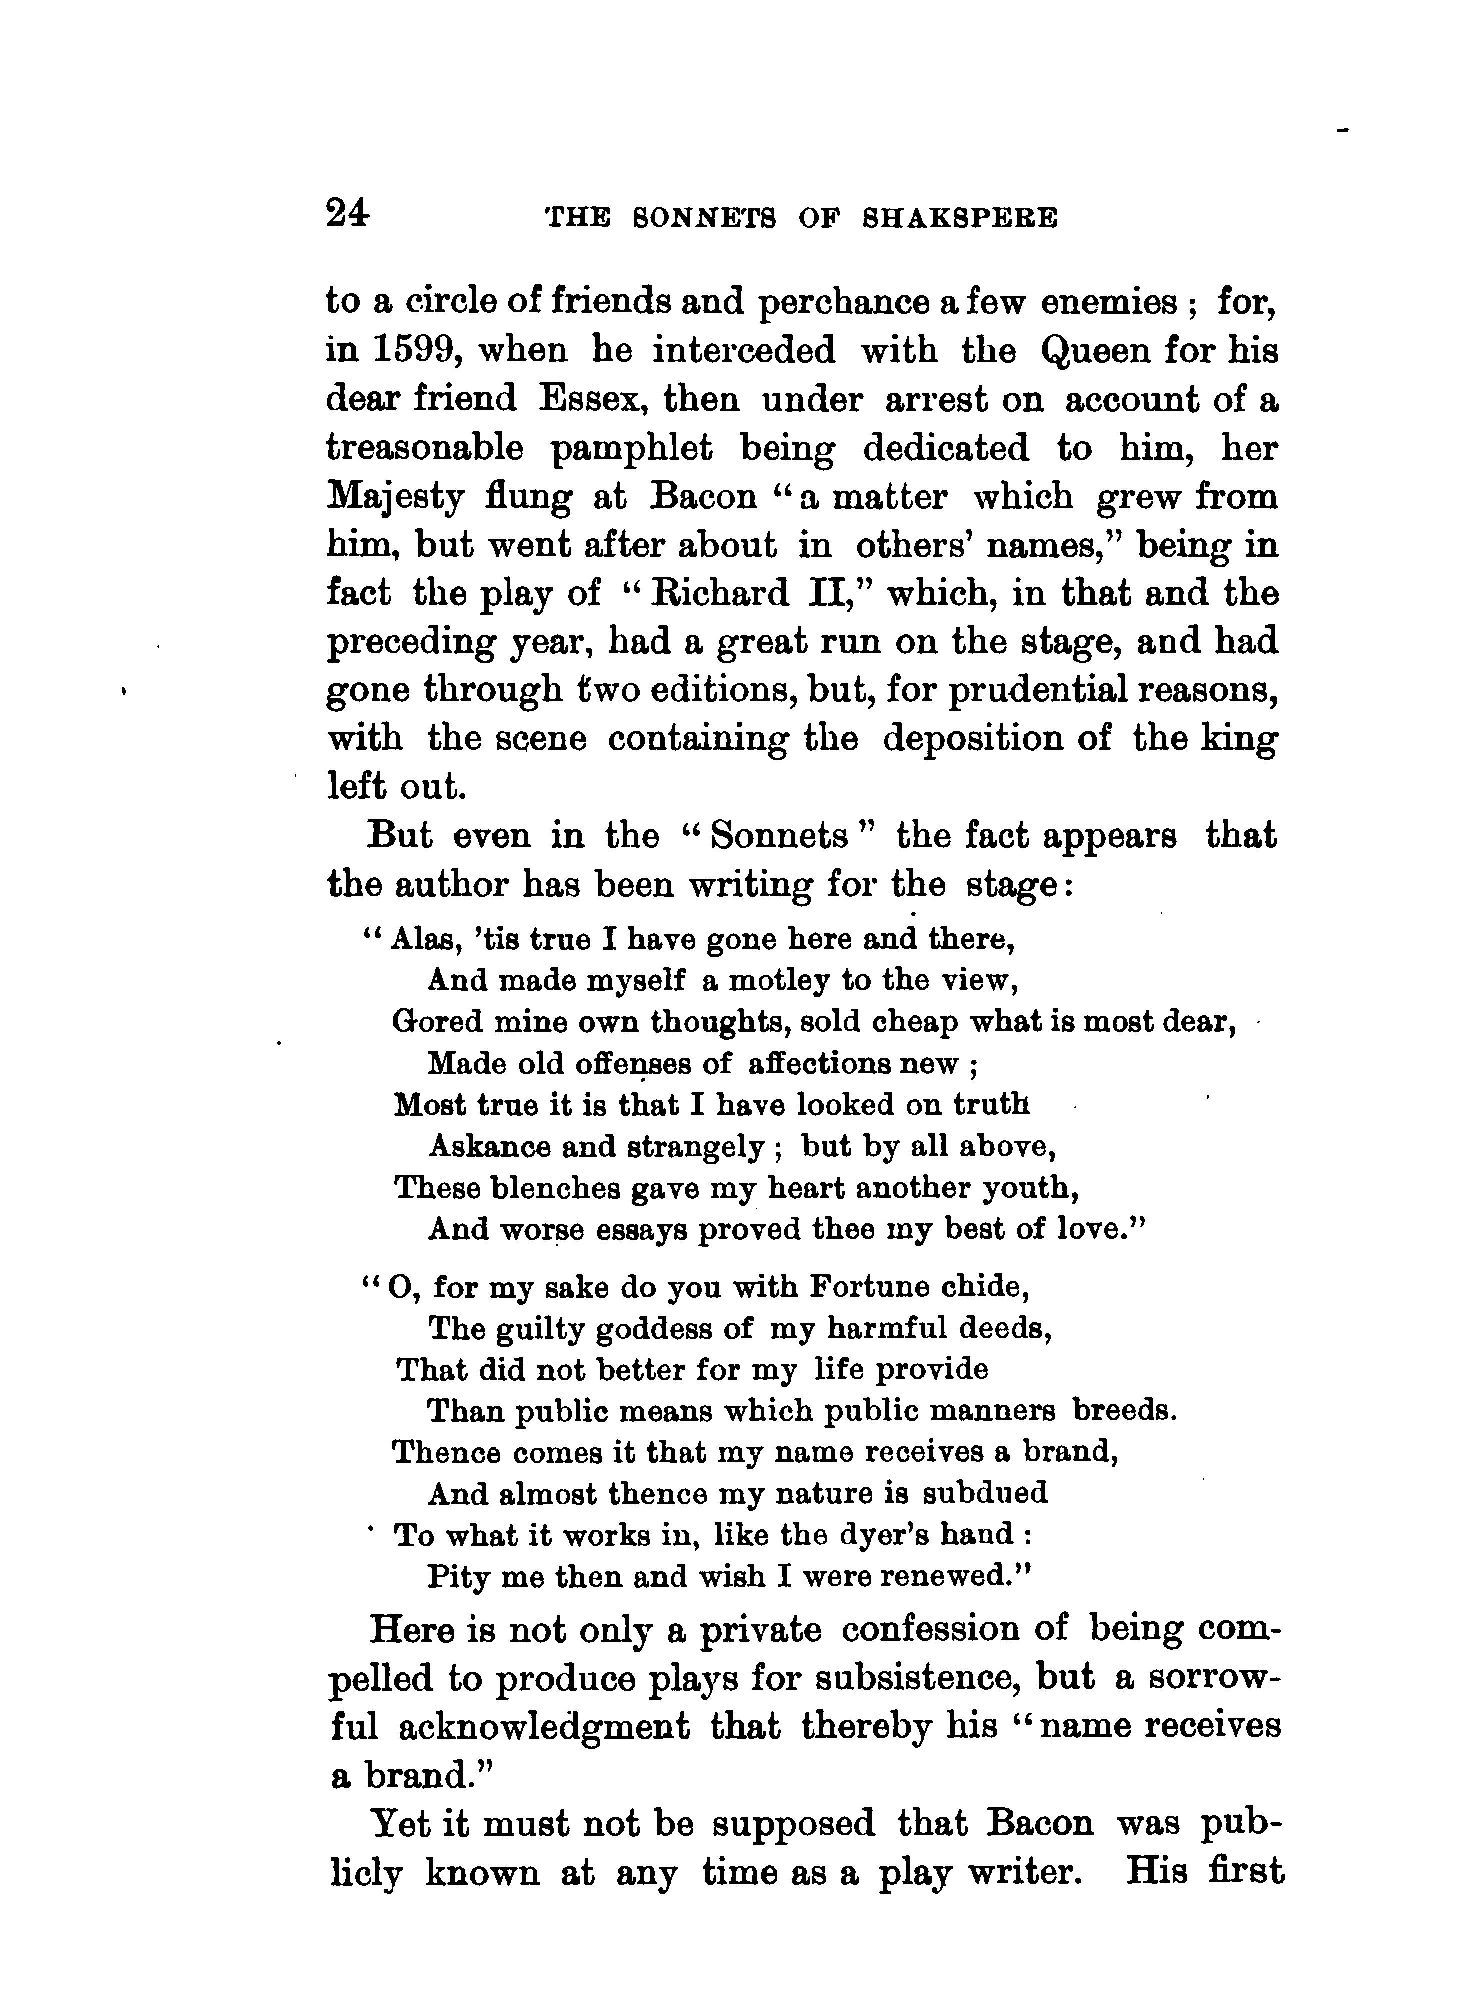 24 THE SONNETS OF SHAKSPERE
to a circle of friends and perchance a few enemies ; for,
in 1599, when he interceded with the Queen for his
dear friend Essex, then under arrest on account of a
treasonable pamphlet being dedicated to him, her
Majesty flung at Bacon “a matter which grew from
him, but went after about in others’ names,” being in
fact the play of “Richard II,” which, in that and the
preceding year, had a great run on the stage, and had
gone through two editions, but, for prudential reasons,
with the scene containing the deposition of the king
left out.
But even in the “Sonnets” the fact appears that
the author has been writing for the stage:
“Alas, ’tis true I have gone here and there,
And made myself a motley to the view,
Gored mine own thoughts, sold cheap what is most dear,
Made old offenses of affections new ;
Most true it is that I have looked on truth
Askance and strangely ; but by all above,
These blenches gave my heart another youth,
And worse essays proved thee my best of love.”
“O, for my sake do you with Fortune chide,
The guilty goddess of my harmful deeds,
That did not better for my life provide
Than public means which public manners breeds.
Thence comes it that my name receives a brand,
And almost thence my nature is subdued
To what it works in, like the dyer’s hand :
Pity me then and wish I were renewed.”
Here is not only a private confession of being com-
pelled to produce plays for subsistence, but a sorrow-
ful acknowledgment that thereby his “name receives
a brand.”
Yet it must not be supposed that Bacon was pub-
licly known at any time as a play writer. His first